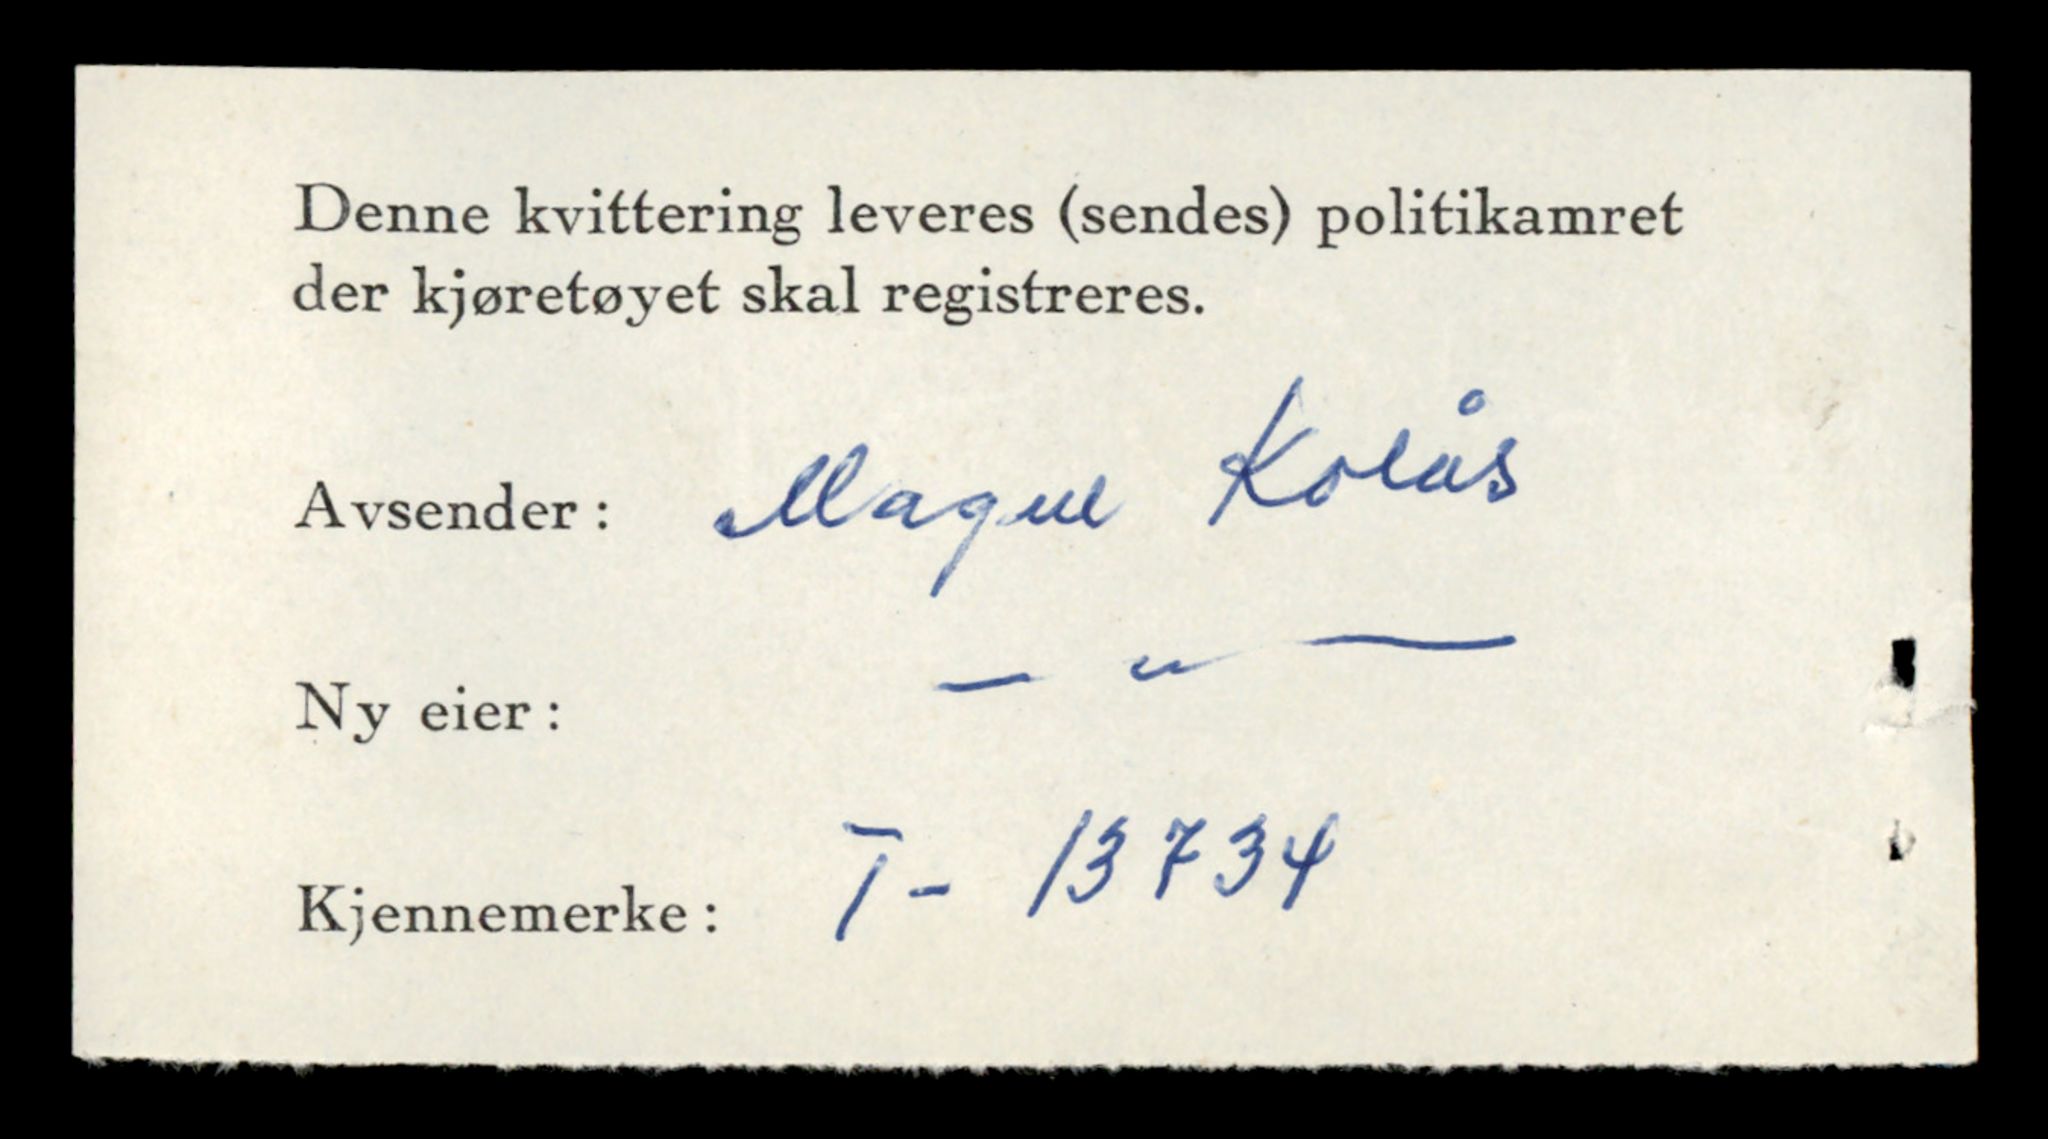 Denne kvittering leveres (sendes) politikamret
der kjøretøyet skal registreres.
Avsender: Magne Kolås
Ny eier: — " —
Kjennemerke: T- 13734